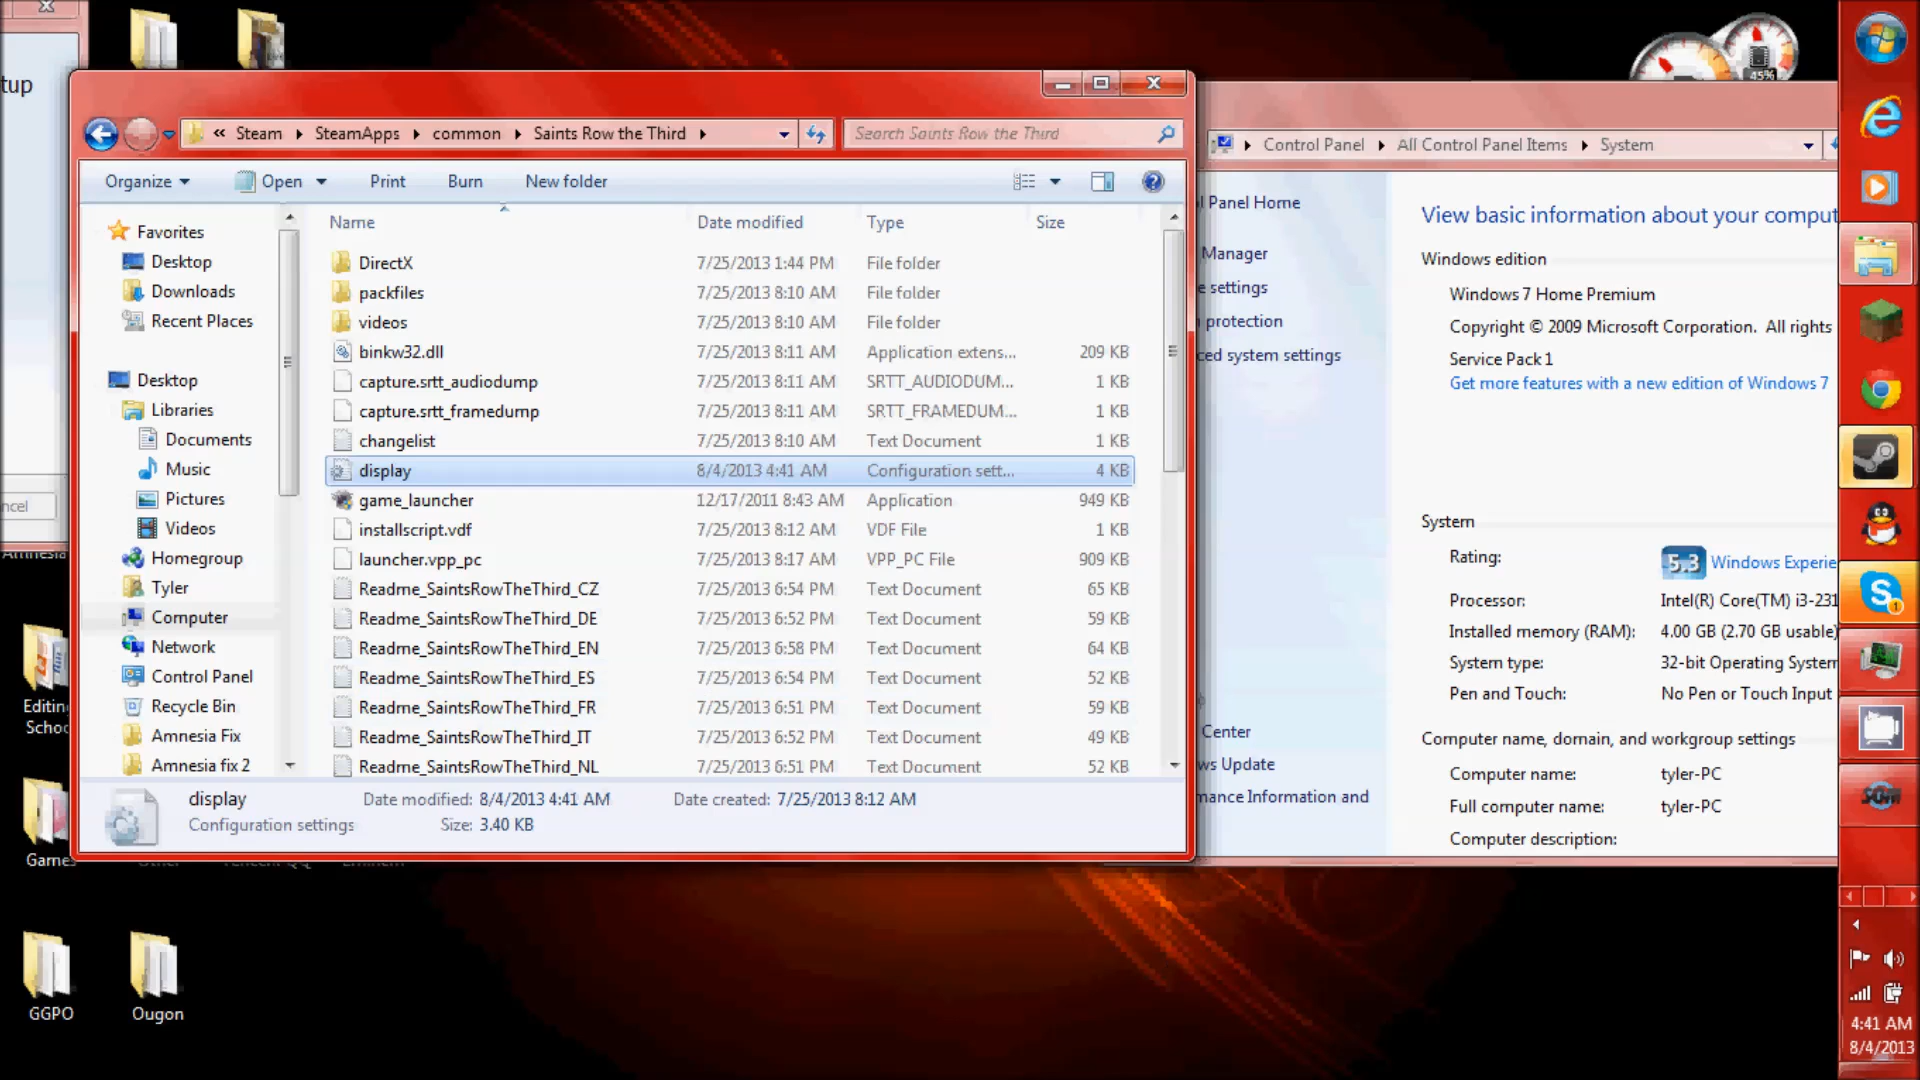 tup
45%
« Steam ▸ SteamApps ▸ common ▸ Saints Row the Third ▸
Search Saints Row the Third
Organize
Open
Print
Burn
New folder
Name
Date modified
Type
Size
Favorites
Desktop
Downloads
Recent Places
Desktop
Libraries
Documents
Music
Pictures
Videos
Homegroup
Tyler
Computer
Network
Control Panel
Recycle Bin
Amnesia Fix
Amnesia fix 2
DirectX 7/25/2013 1:44 PM File folder
packfiles 7/25/2013 8:10 AM File folder
videos 7/25/2013 8:10 AM File folder
binkw32.dll 7/25/2013 8:11 AM Application extens... 209 KB
capture.srtt_audiodump 7/25/2013 8:11 AM SRTT_AUDIODUM... 1 KB
capture.srtt_framedump 7/25/2013 8:11 AM SRTT_FRAMEDUM... 1 KB
changelist 7/25/2013 8:10 AM Text Document 1 KB
display 8/4/2013 4:41 AM Configuration sett... 4 KB
game_launcher 12/17/2011 8:43 AM Application 949 KB
installscript.vdf 7/25/2013 8:12 AM VDF File 1 KB
launcher.vpp_pc 7/25/2013 8:17 AM VPP_PC File 909 KB
Readme_SaintsRowTheThird_CZ 7/25/2013 6:54 PM Text Document 65 KB
Readme_SaintsRowTheThird_DE 7/25/2013 6:52 PM Text Document 59 KB
Readme_SaintsRowTheThird_EN 7/25/2013 6:58 PM Text Document 64 KB
Readme_SaintsRowTheThird_ES 7/25/2013 6:54 PM Text Document 52 KB
Readme_SaintsRowTheThird_FR 7/25/2013 6:51 PM Text Document 59 KB
Readme_SaintsRowTheThird_IT 7/25/2013 6:52 PM Text Document 49 KB
Readme_SaintsRowTheThird_NL 7/25/2013 6:51 PM Text Document 52 KB
display Date modified: 8/4/2013 4:41 AM Date created: 7/25/2013 8:12 AM
Configuration settings Size: 3.40 KB
▸ Control Panel ▸ All Control Panel Items ▸ System
l Panel Home
Manager
e settings
protection
ced system settings
Center
ws Update
mance Information and
View basic information about your comput
Windows edition
Windows 7 Home Premium
Copyright © 2009 Microsoft Corporation. All rights
Service Pack 1
Get more features with a new edition of Windows 7
System
Rating: 5.3 Windows Experie
Processor: Intel(R) Core(TM) i3-231
Installed memory (RAM): 4.00 GB (2.70 GB usable)
System type: 32-bit Operating System
Pen and Touch: No Pen or Touch Input
Computer name, domain, and workgroup settings
Computer name: tyler-PC
Full computer name: tyler-PC
Computer description:
ncel
Editin
Schoo
Games
GGPO
Ougon
4:41 AM
8/4/2013